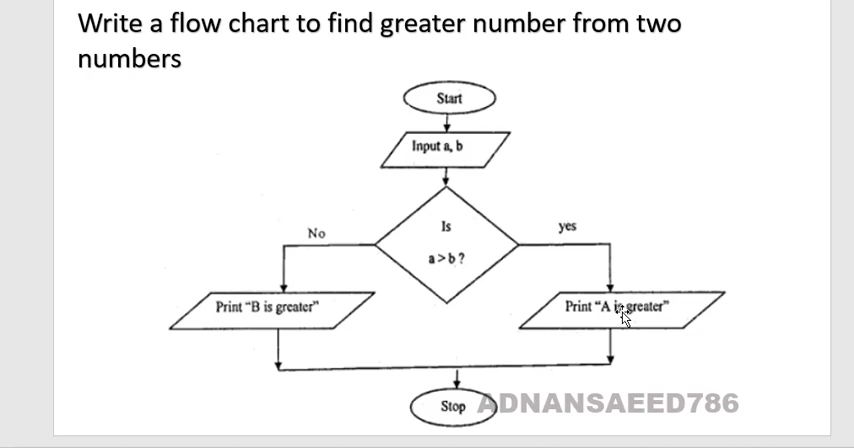 Write a flow chart to find greater number from two
numbers
Start
Input a, b
Is
a>b?
No
yes
Print “B is greater”
Print “A is greater”
Stop
ADNANSAEED786